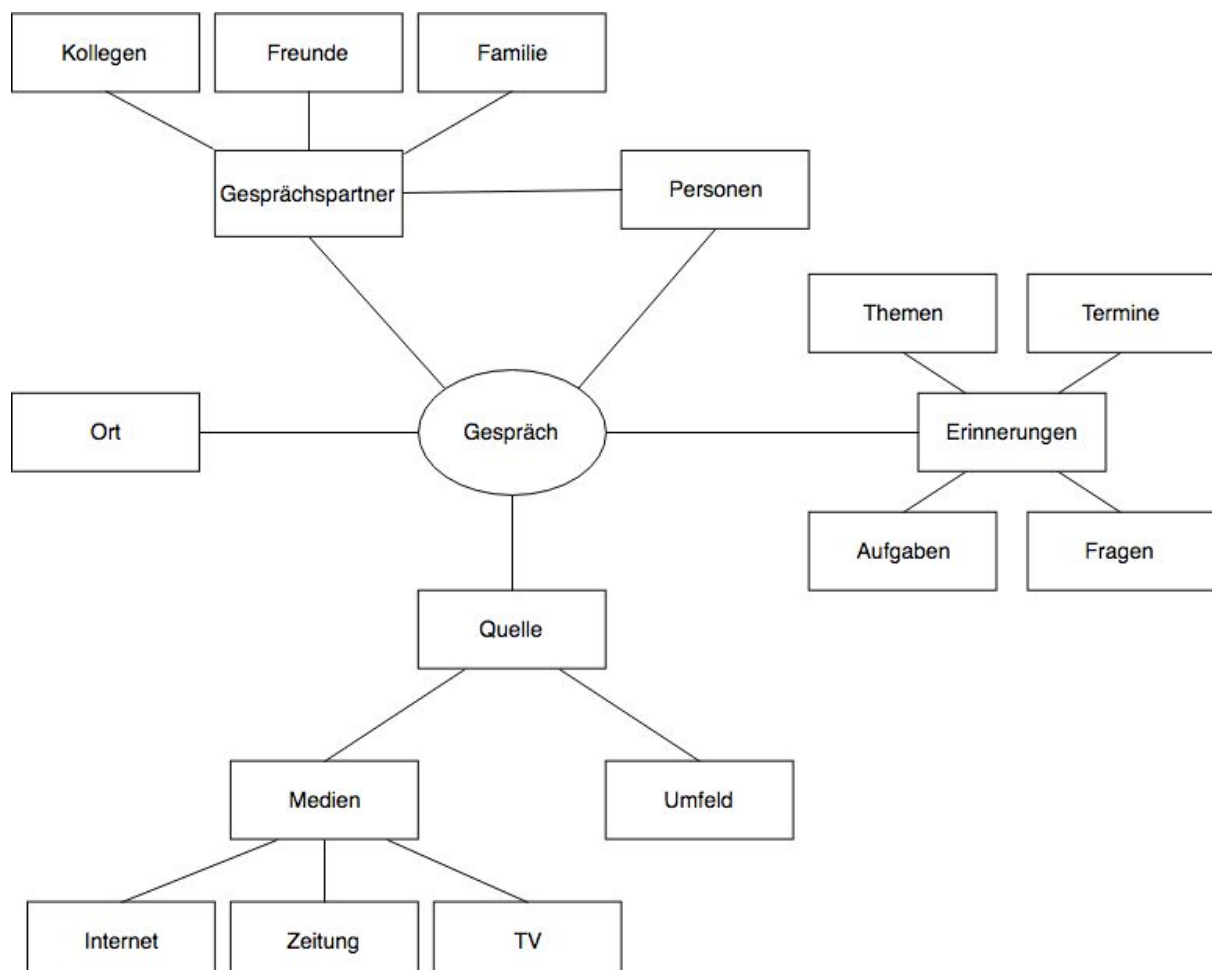 Kollegen
Freunde
Familie
Gesprächspartner
Personen
Themen
Termine
Ort
Gespräch
Erinnerungen
Aufgaben
Fragen
Quelle
Medien
Umfeld
Internet
Zeitung
TV